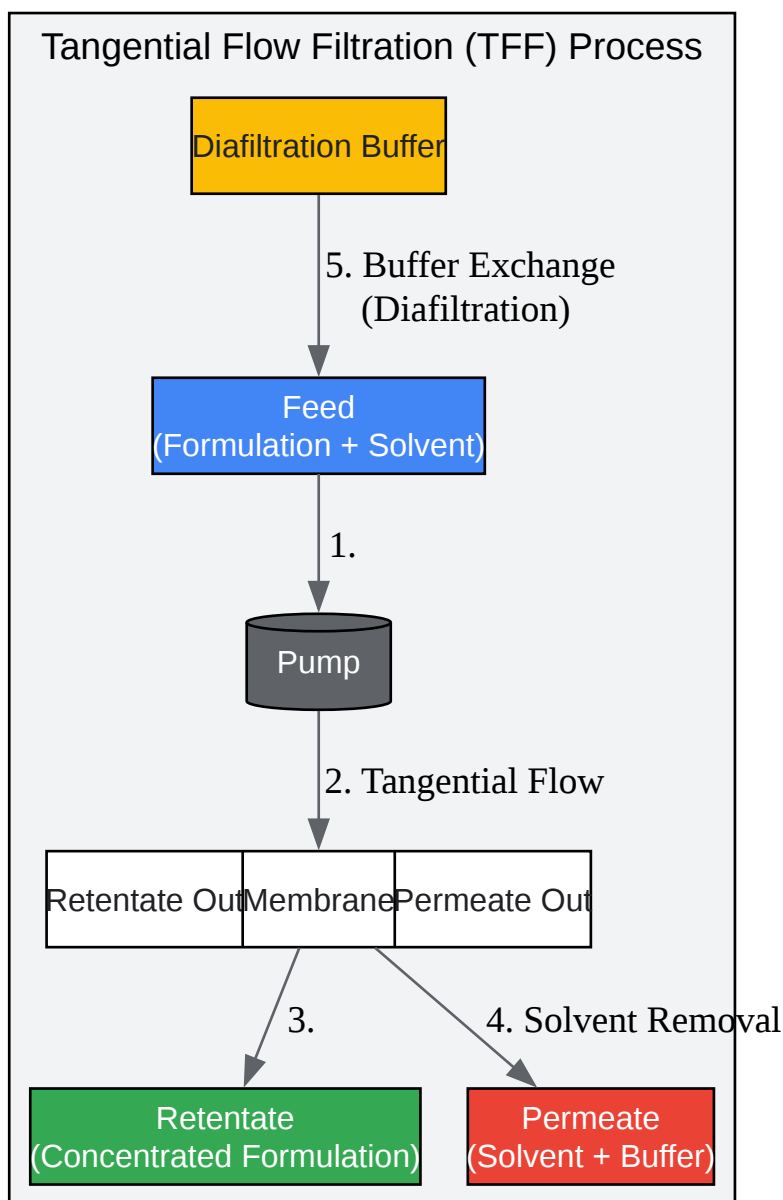 Tangential Flow Filtration (TFF) Process
Diafiltration Buffer
5. Buffer Exchange
(Diafiltration)
Feed
(Formulation + Solvent)
1.
Pump
2. Tangential Flow
Retentate Out
Membrane
Permeate Out
3.
4. Solvent Removal
Retentate
(Concentrated Formulation)
Permeate
(Solvent + Buffer)